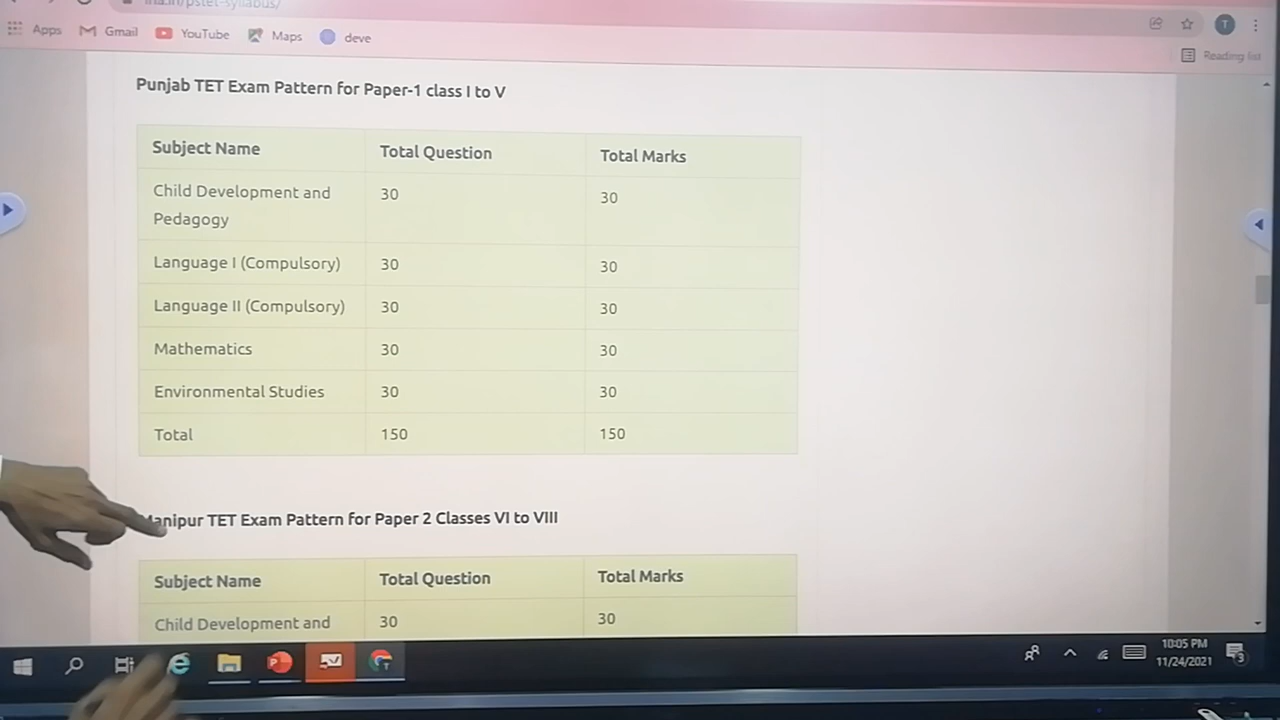 Apps Gmail YouTube Maps deve
Reading list
Punjab TET Exam Pattern for Paper-1 class I to V
Subject Name Total Question Total Marks
Child Development and Pedagogy 30 30
Language I (Compulsory) 30 30
Language II (Compulsory) 30 30
Mathematics 30 30
Environmental Studies 30 30
Total 150 150
Manipur TET Exam Pattern for Paper 2 Classes VI to VIII
Subject Name Total Question Total Marks
Child Development and 30 30
10:05 PM
11/24/2021